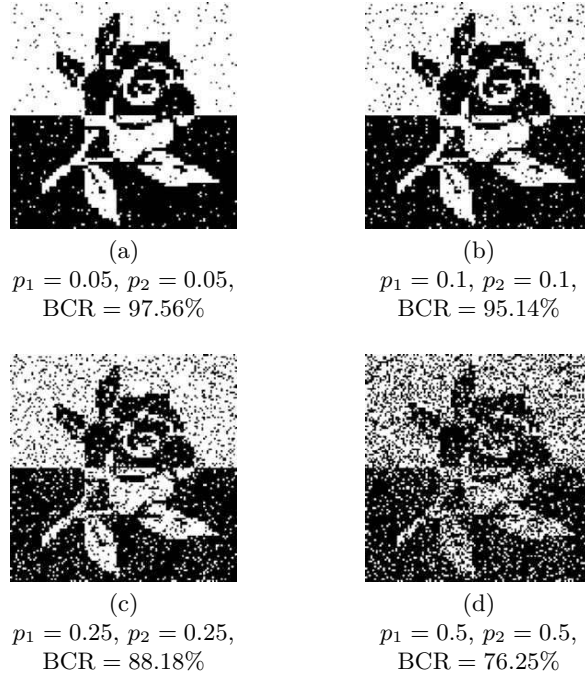 (a)
p₁ = 0.05, p₂ = 0.05,
BCR = 97.56%
(b)
p₁ = 0.1, p₂ = 0.1,
BCR = 95.14%
(c)
p₁ = 0.25, p₂ = 0.25,
BCR = 88.18%
(d)
p₁ = 0.5, p₂ = 0.5,
BCR = 76.25%